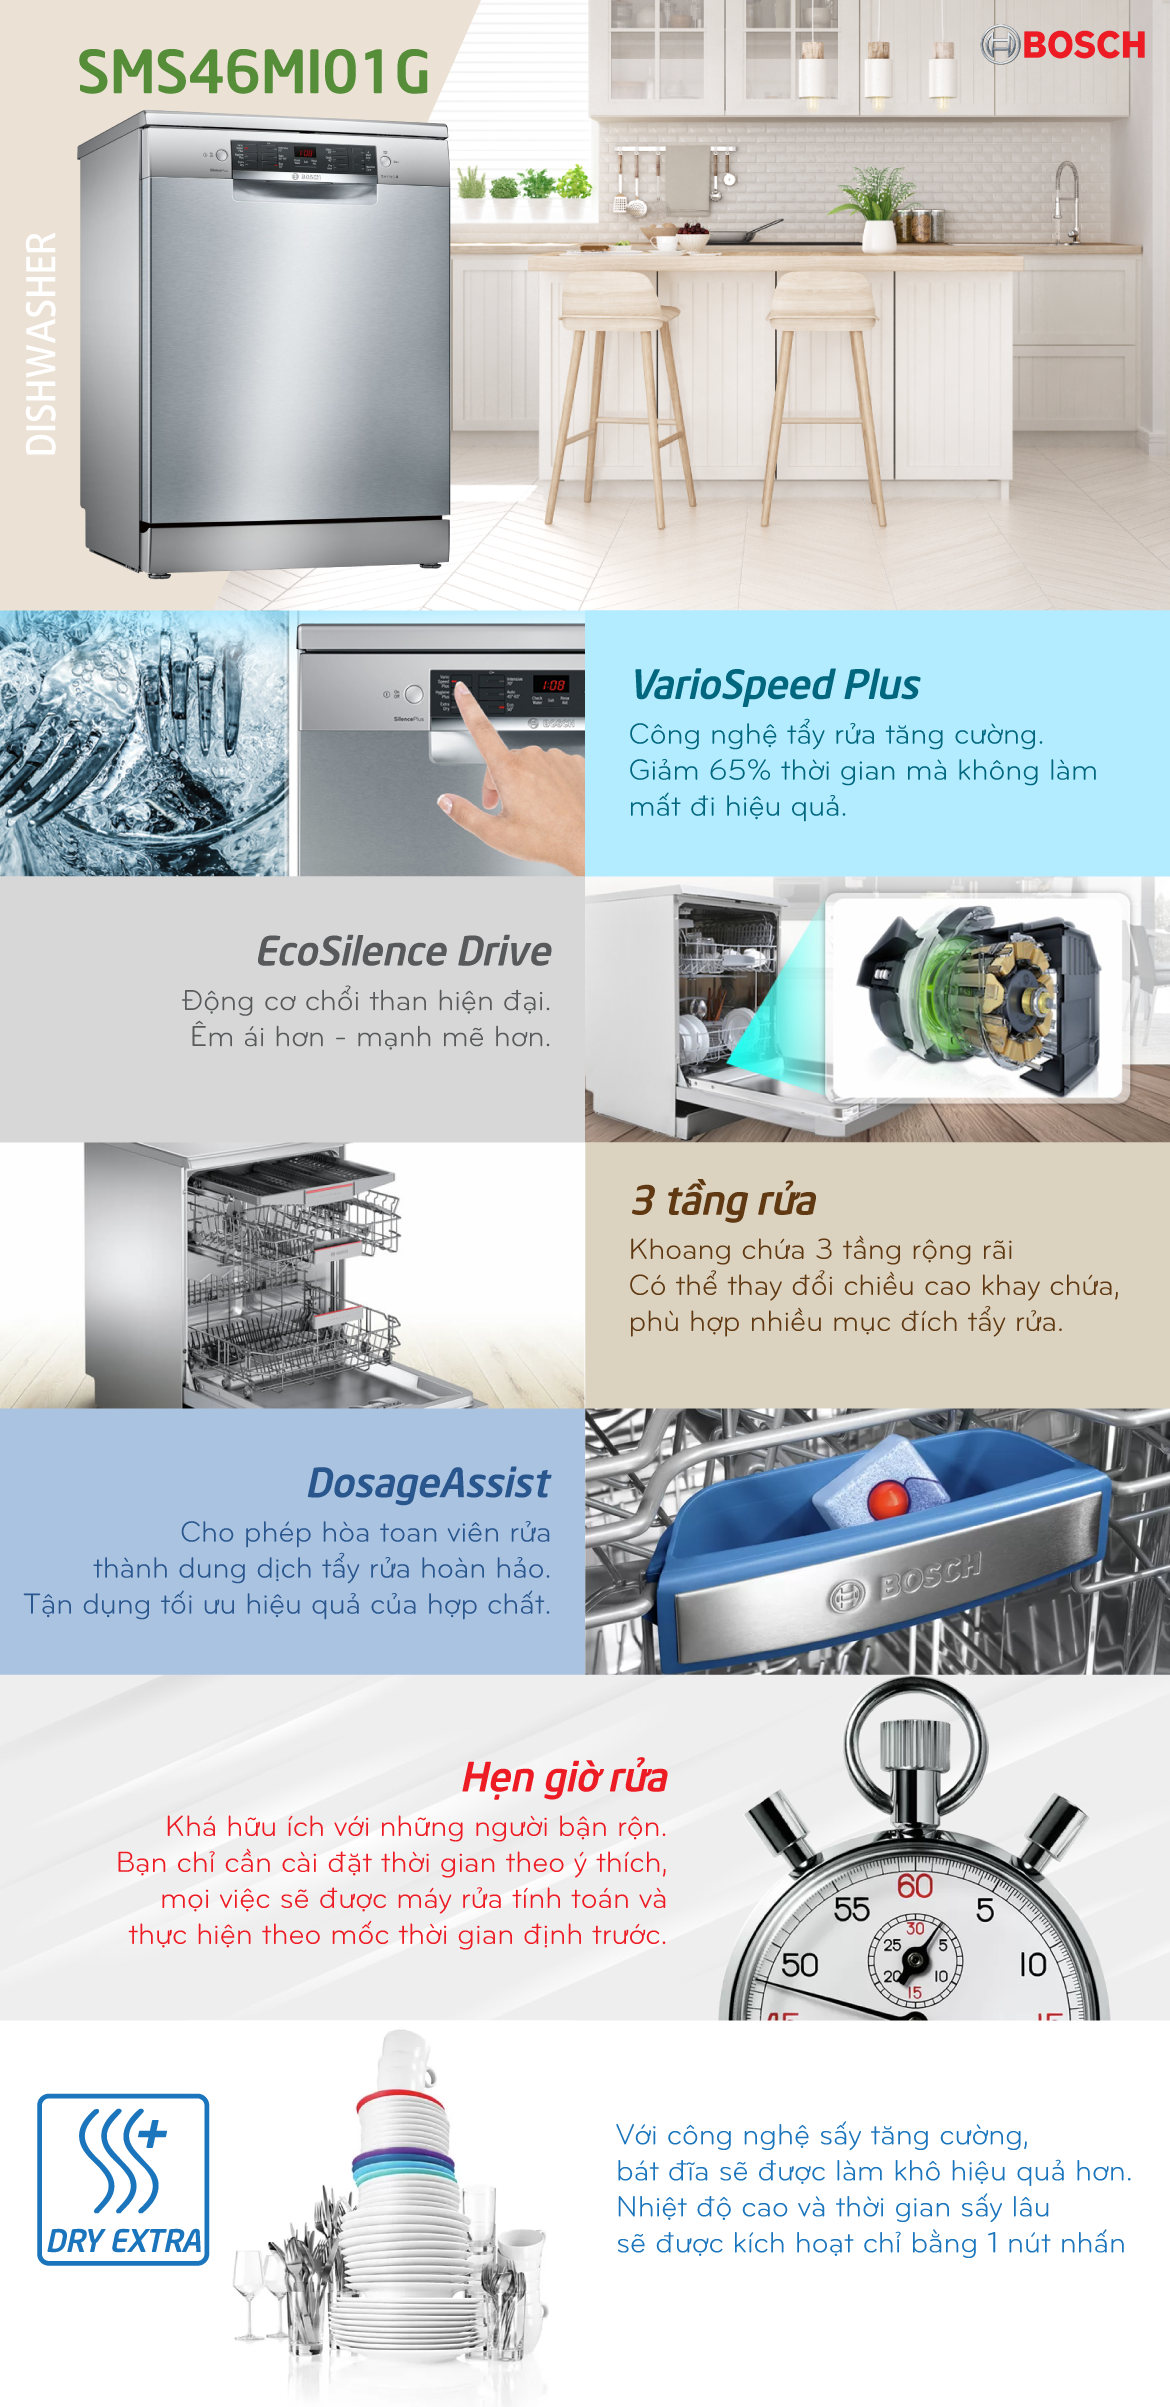 SMS46MI01G
BOSCH
DISHWASHER
BOSCH
SilencePlus
1:08
BOSCH
VarioSpeed Plus
Công nghệ tẩy rửa tăng cường.
Giảm 65% thời gian mà không làm
mất đi hiệu quả.
EcoSilence Drive
Động cơ chổi than hiện đại.
Êm ái hơn - mạnh mẽ hơn.
3 tầng rửa
Khoang chứa 3 tầng rộng rãi
Có thể thay đổi chiều cao khay chứa,
phù hợp nhiều mục đích tẩy rửa.
DosageAssist
Cho phép hòa toan viên rửa
thành dung dịch tẩy rửa hoàn hảo.
Tận dụng tối ưu hiệu quả của hợp chất.
BOSCH
Hẹn giờ rửa
Khá hữu ích với những người bận rộn.
Bạn chỉ cần cài đặt thời gian theo ý thích,
mọi việc sẽ được máy rửa tính toán và
thực hiện theo mốc thời gian định trước.
60
55
5
50
10
30
25
5
20
10
15
DRY EXTRA
Với công nghệ sấy tăng cường,
bát đĩa sẽ được làm khô hiệu quả hơn.
Nhiệt độ cao và thời gian sấy lâu
sẽ được kích hoạt chỉ bằng 1 nút nhấn